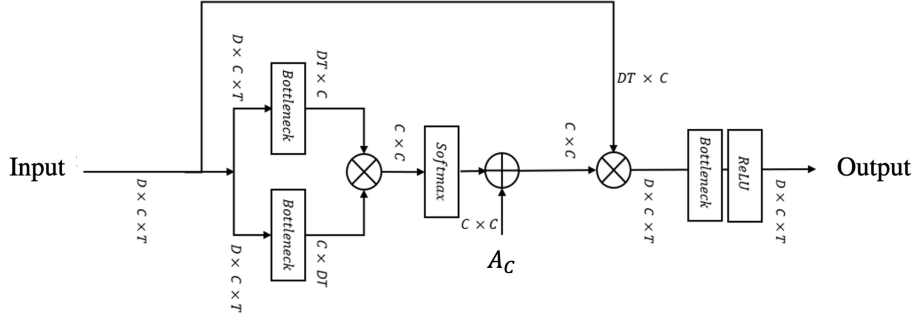 Input
D × C × T
D × C × T
Bottleneck
DT × C
D × C × T
Bottleneck
C × DT
C × C
Softmax
C × C
A_C
C × C
DT × C
D × C × T
Bottleneck
ReLU
D × C × T
Output